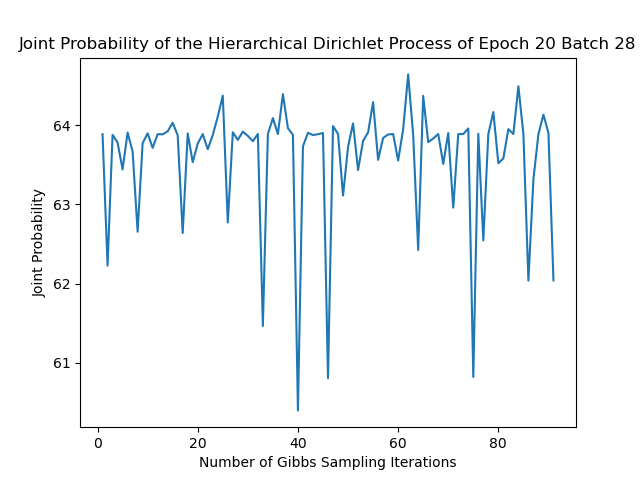 Joint Probability of the Hierarchical Dirichlet Process of Epoch 20 Batch 28
64
63
62
61
Joint Probability
0 20 40 60 80
Number of Gibbs Sampling Iterations